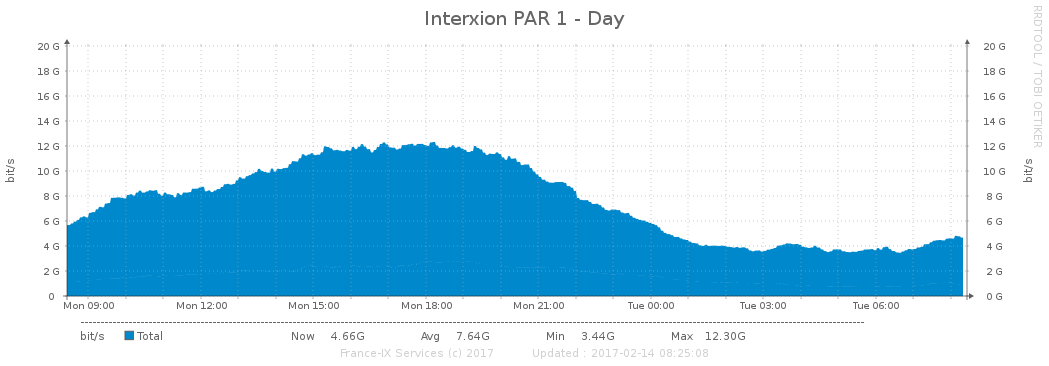 Interxion PAR 1 - Day
RRDTOOL / TOBI OETIKER
bit/s
bit/s
20 G 20 G
18 G 18 G
16 G 16 G
14 G 14 G
12 G 12 G
10 G 10 G
8 G 8 G
6 G 6 G
4 G 4 G
2 G 2 G
0 0 G
Mon 09:00 Mon 12:00 Mon 15:00 Mon 18:00 Mon 21:00 Tue 00:00 Tue 03:00 Tue 06:00
bit/s Total Now 4.66G Avg 7.64G Min 3.44G Max 12.30G
France-IX Services (c) 2017 Updated : 2017-02-14 08:25:08